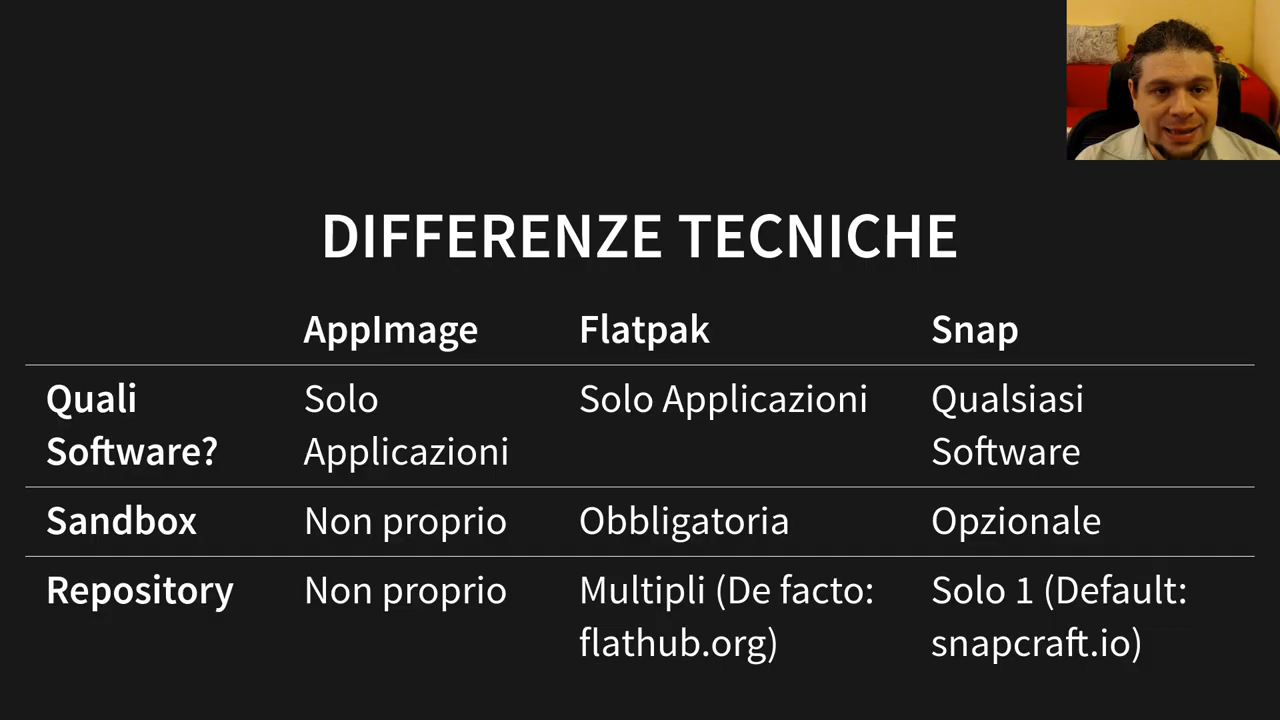 DIFFERENZE TECNICHE
AppImage Flatpak Snap
Quali Solo Solo Applicazioni Qualsiasi
Software? Applicazioni Software
Sandbox Non proprio Obbligatoria Opzionale
Repository Non proprio Multipli (De facto: Solo 1 (Default:
flathub.org) snapcraft.io)